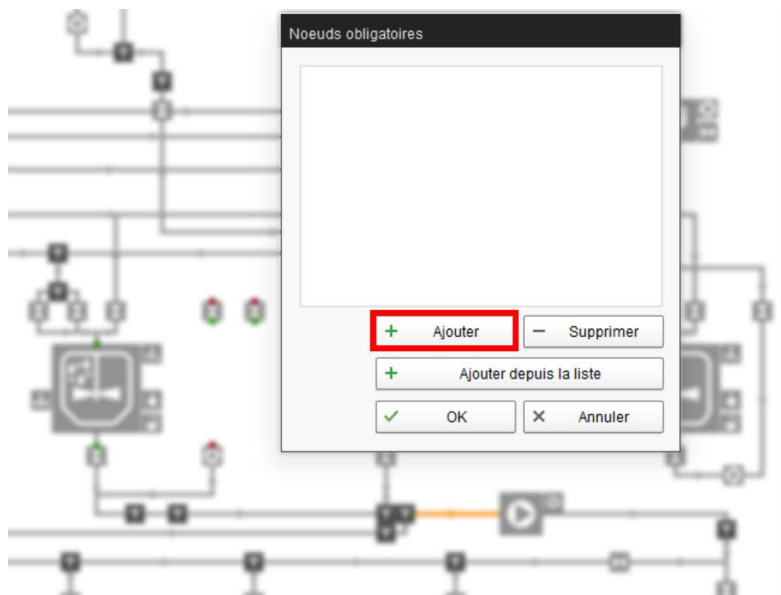 Noeuds obligatoires
+ Ajouter
− Supprimer
+ Ajouter depuis la liste
OK
Annuler